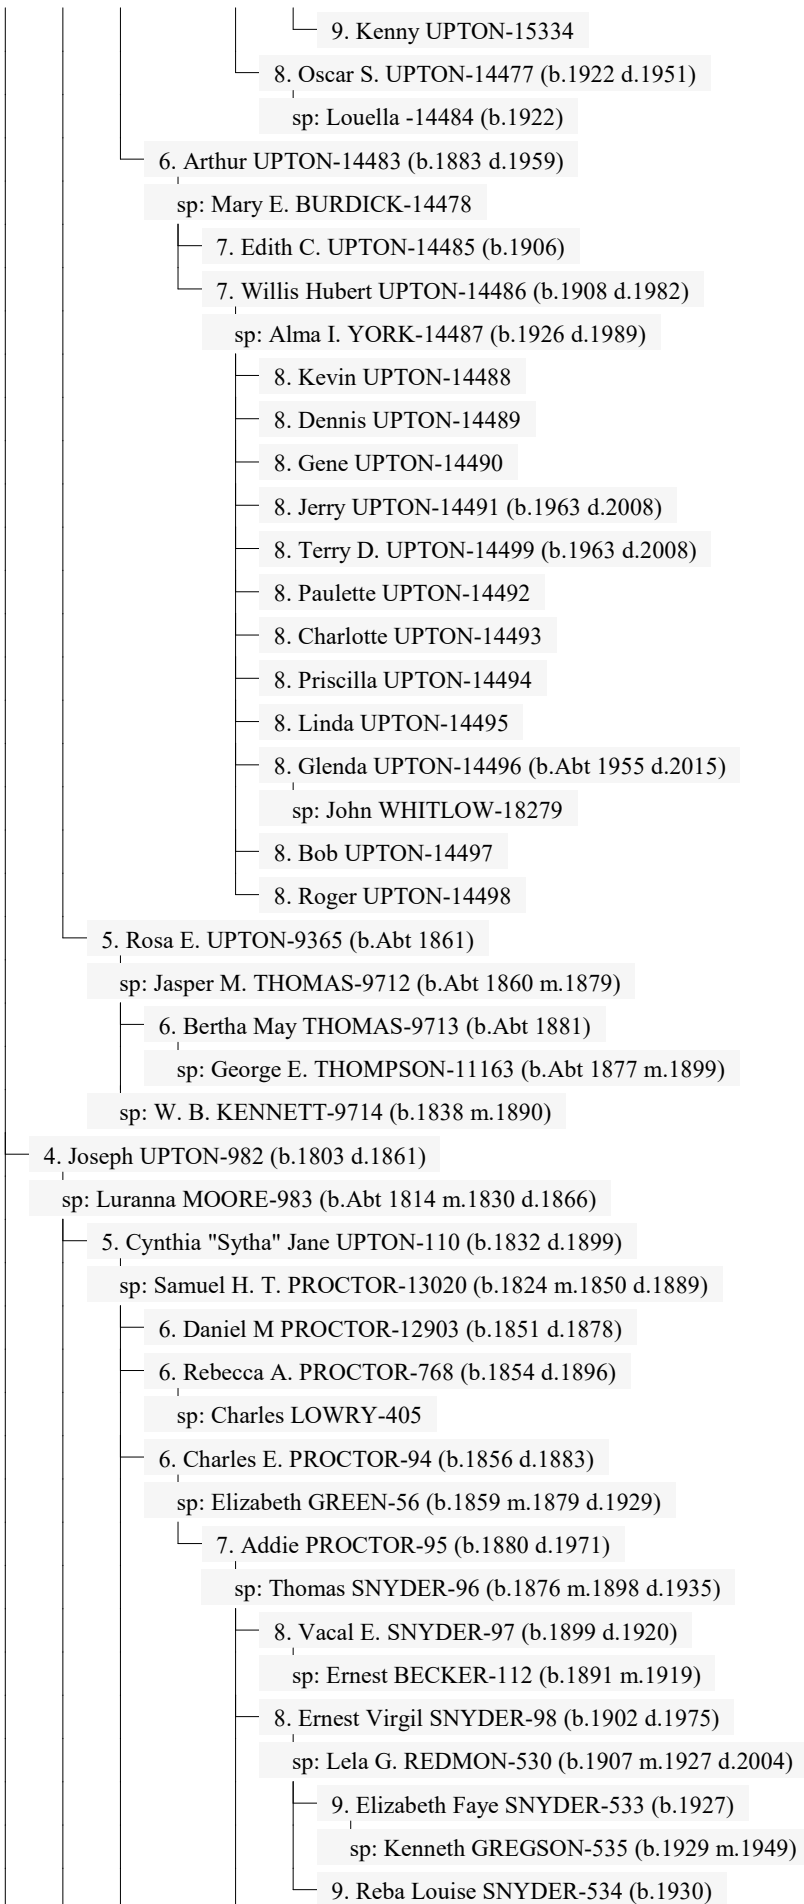 9. Kenny UPTON-15334
8. Oscar S. UPTON-14477 (b.1922 d.1951)
sp: Louella -14484 (b.1922)
6. Arthur UPTON-14483 (b.1883 d.1959)
sp: Mary E. BURDICK-14478
7. Edith C. UPTON-14485 (b.1906)
7. Willis Hubert UPTON-14486 (b.1908 d.1982)
sp: Alma I. YORK-14487 (b.1926 d.1989)
8. Kevin UPTON-14488
8. Dennis UPTON-14489
8. Gene UPTON-14490
8. Jerry UPTON-14491 (b.1963 d.2008)
8. Terry D. UPTON-14499 (b.1963 d.2008)
8. Paulette UPTON-14492
8. Charlotte UPTON-14493
8. Priscilla UPTON-14494
8. Linda UPTON-14495
8. Glenda UPTON-14496 (b.Abt 1955 d.2015)
sp: John WHITLOW-18279
8. Bob UPTON-14497
8. Roger UPTON-14498
5. Rosa E. UPTON-9365 (b.Abt 1861)
sp: Jasper M. THOMAS-9712 (b.Abt 1860 m.1879)
6. Bertha May THOMAS-9713 (b.Abt 1881)
sp: George E. THOMPSON-11163 (b.Abt 1877 m.1899)
sp: W. B. KENNETT-9714 (b.1838 m.1890)
4. Joseph UPTON-982 (b.1803 d.1861)
sp: Luranna MOORE-983 (b.Abt 1814 m.1830 d.1866)
5. Cynthia "Sytha" Jane UPTON-110 (b.1832 d.1899)
sp: Samuel H. T. PROCTOR-13020 (b.1824 m.1850 d.1889)
6. Daniel M PROCTOR-12903 (b.1851 d.1878)
6. Rebecca A. PROCTOR-768 (b.1854 d.1896)
sp: Charles LOWRY-405
6. Charles E. PROCTOR-94 (b.1856 d.1883)
sp: Elizabeth GREEN-56 (b.1859 m.1879 d.1929)
7. Addie PROCTOR-95 (b.1880 d.1971)
sp: Thomas SNYDER-96 (b.1876 m.1898 d.1935)
8. Vacal E. SNYDER-97 (b.1899 d.1920)
sp: Ernest BECKER-112 (b.1891 m.1919)
8. Ernest Virgil SNYDER-98 (b.1902 d.1975)
sp: Lela G. REDMON-530 (b.1907 m.1927 d.2004)
9. Elizabeth Faye SNYDER-533 (b.1927)
sp: Kenneth GREGSON-535 (b.1929 m.1949)
9. Reba Louise SNYDER-534 (b.1930)